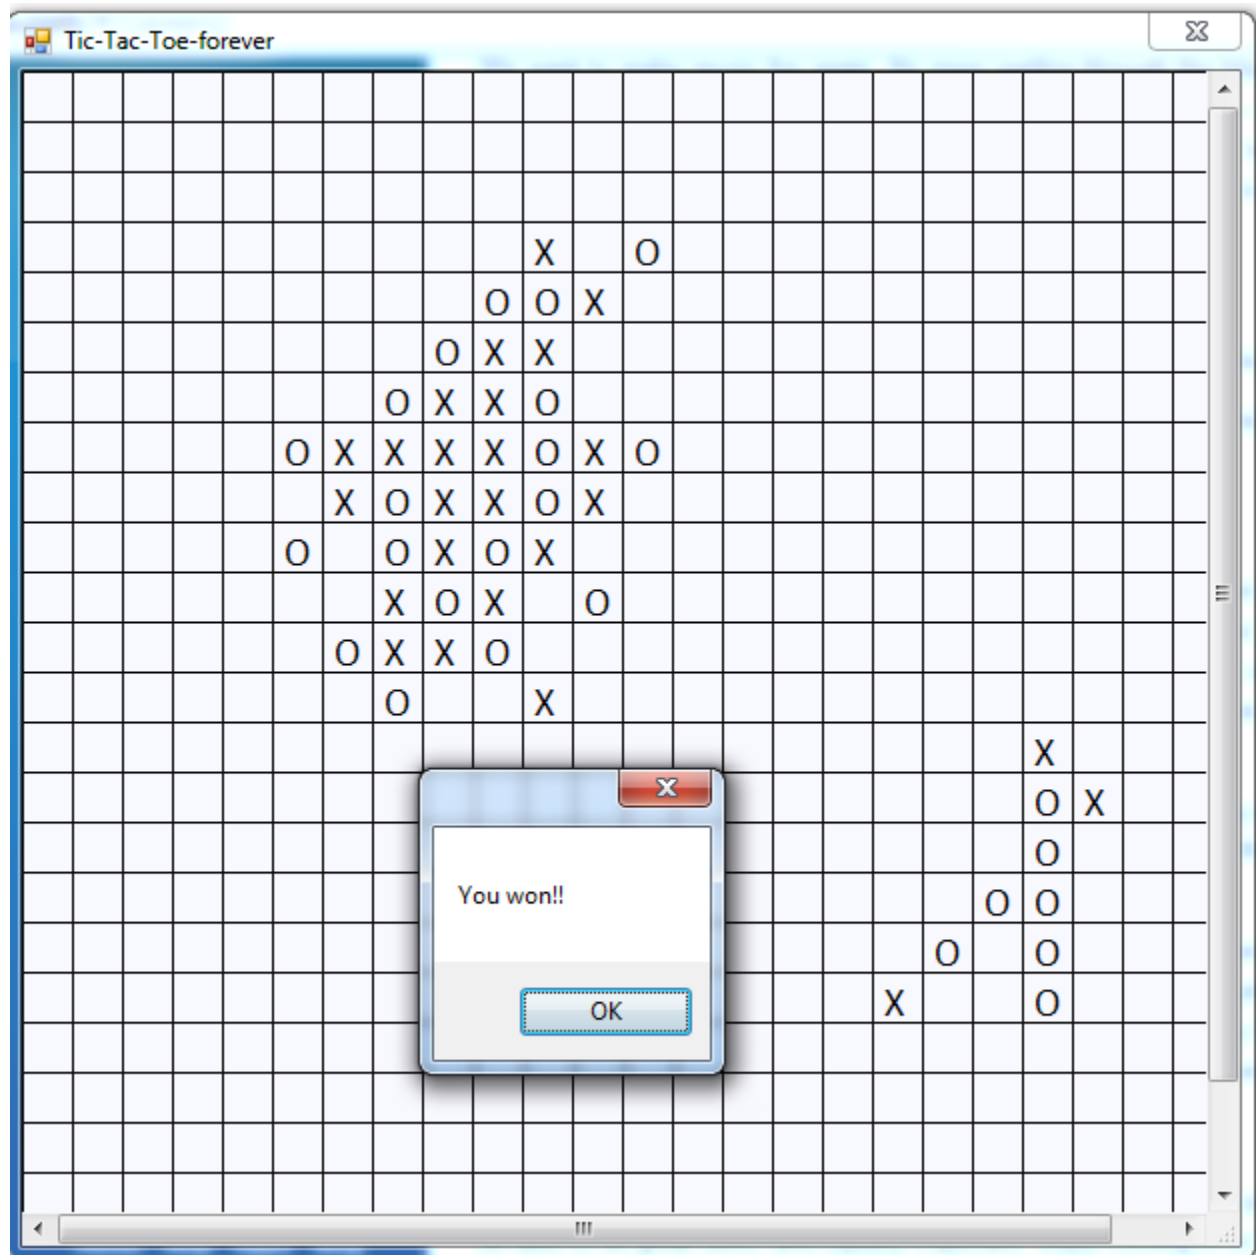 Tic-Tac-Toe-forever
X O
O O X
O X X
O X X O
O X X X X O X O
X O X X O X
O O X O X
X O X O
O X X O
O X
X
O X
O
You won!!
O O
O O
OK
X O